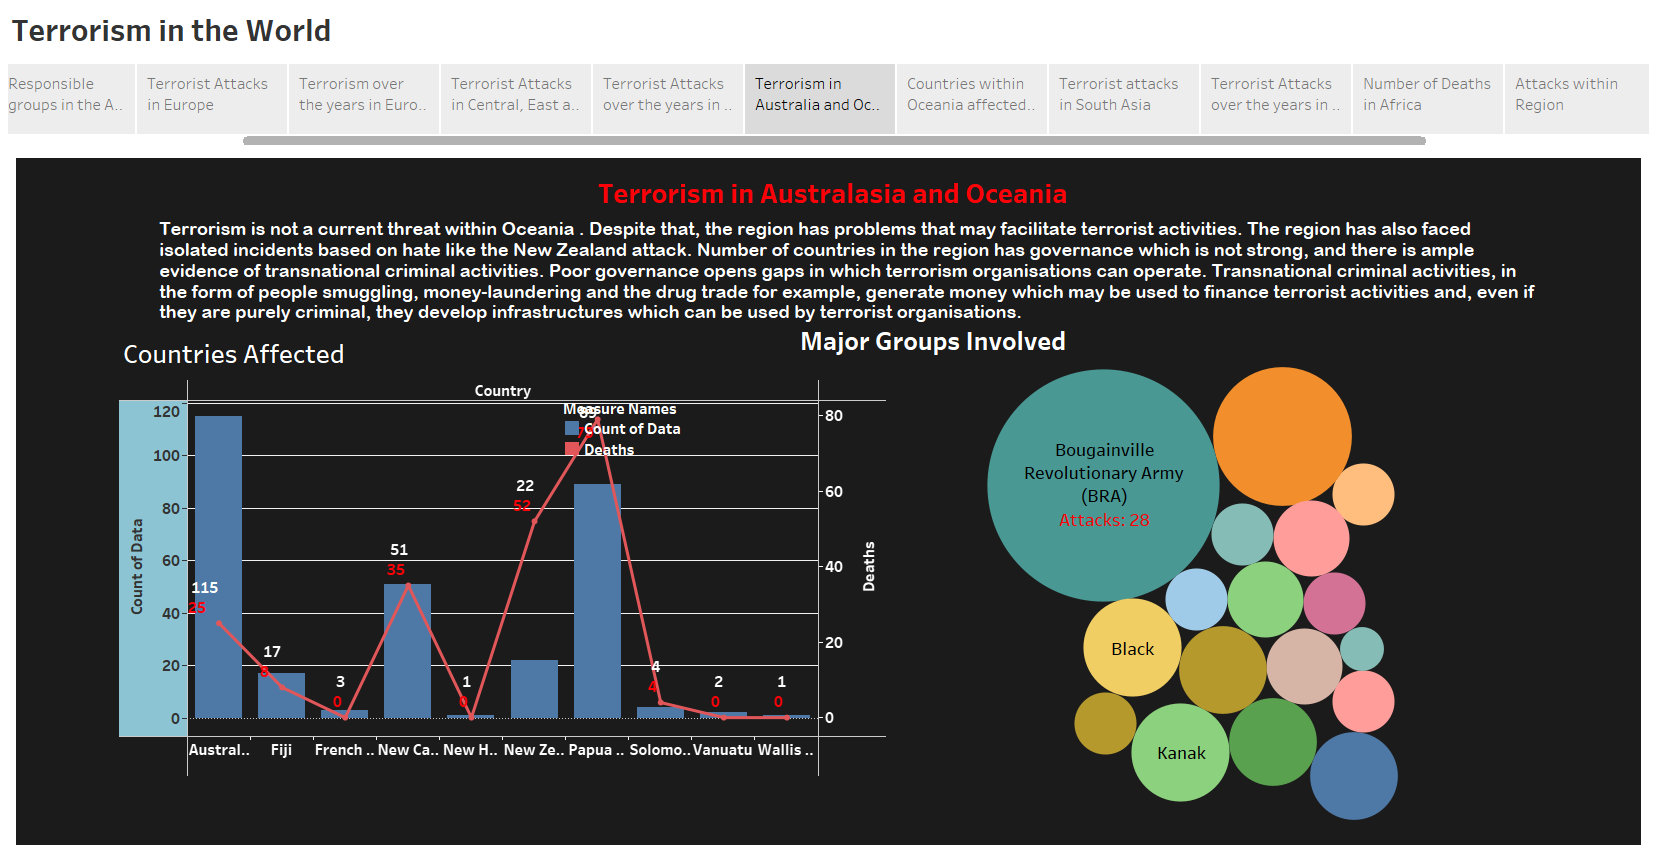 Terrorism in the World
Responsible
groups in the A..
Terrorist Attacks
in Europe
Terrorism over
the years in Euro..
Terrorist Attacks
in Central, East a..
Terrorist Attacks
over the years in ..
Terrorism in
Australia and Oc..
Countries within
Oceania affected..
Terrorist attacks
in South Asia
Terrorist Attacks
over the years in ..
Number of Deaths
in Africa
Attacks within
Region
Terrorism in Australasia and Oceania
Terrorism is not a current threat within Oceania . Despite that, the region has problems that may facilitate terrorist activities. The region has also faced
isolated incidents based on hate like the New Zealand attack. Number of countries in the region has governance which is not strong, and there is ample
evidence of transnational criminal activities. Poor governance opens gaps in which terrorism organisations can operate. Transnational criminal activities, in
the form of people smuggling, money-laundering and the drug trade for example, generate money which may be used to finance terrorist activities and, even if
they are purely criminal, they develop infrastructures which can be used by terrorist organisations.
Countries Affected
Country
Measure Names
Count of Data
Deaths
Count of Data
120
100
80
60
40
20
0
115
25
17
8
3
0
51
35
1
0
22
52
89
4
4
2
0
1
0
80
60
40
20
0
Deaths
Austral..
Fiji
French ..
New Ca..
New H..
New Ze..
Papua ..
Solomo..
Vanuatu
Wallis ..
Major Groups Involved
Bougainville
Revolutionary Army
(BRA)
Attacks: 28
Black
Kanak